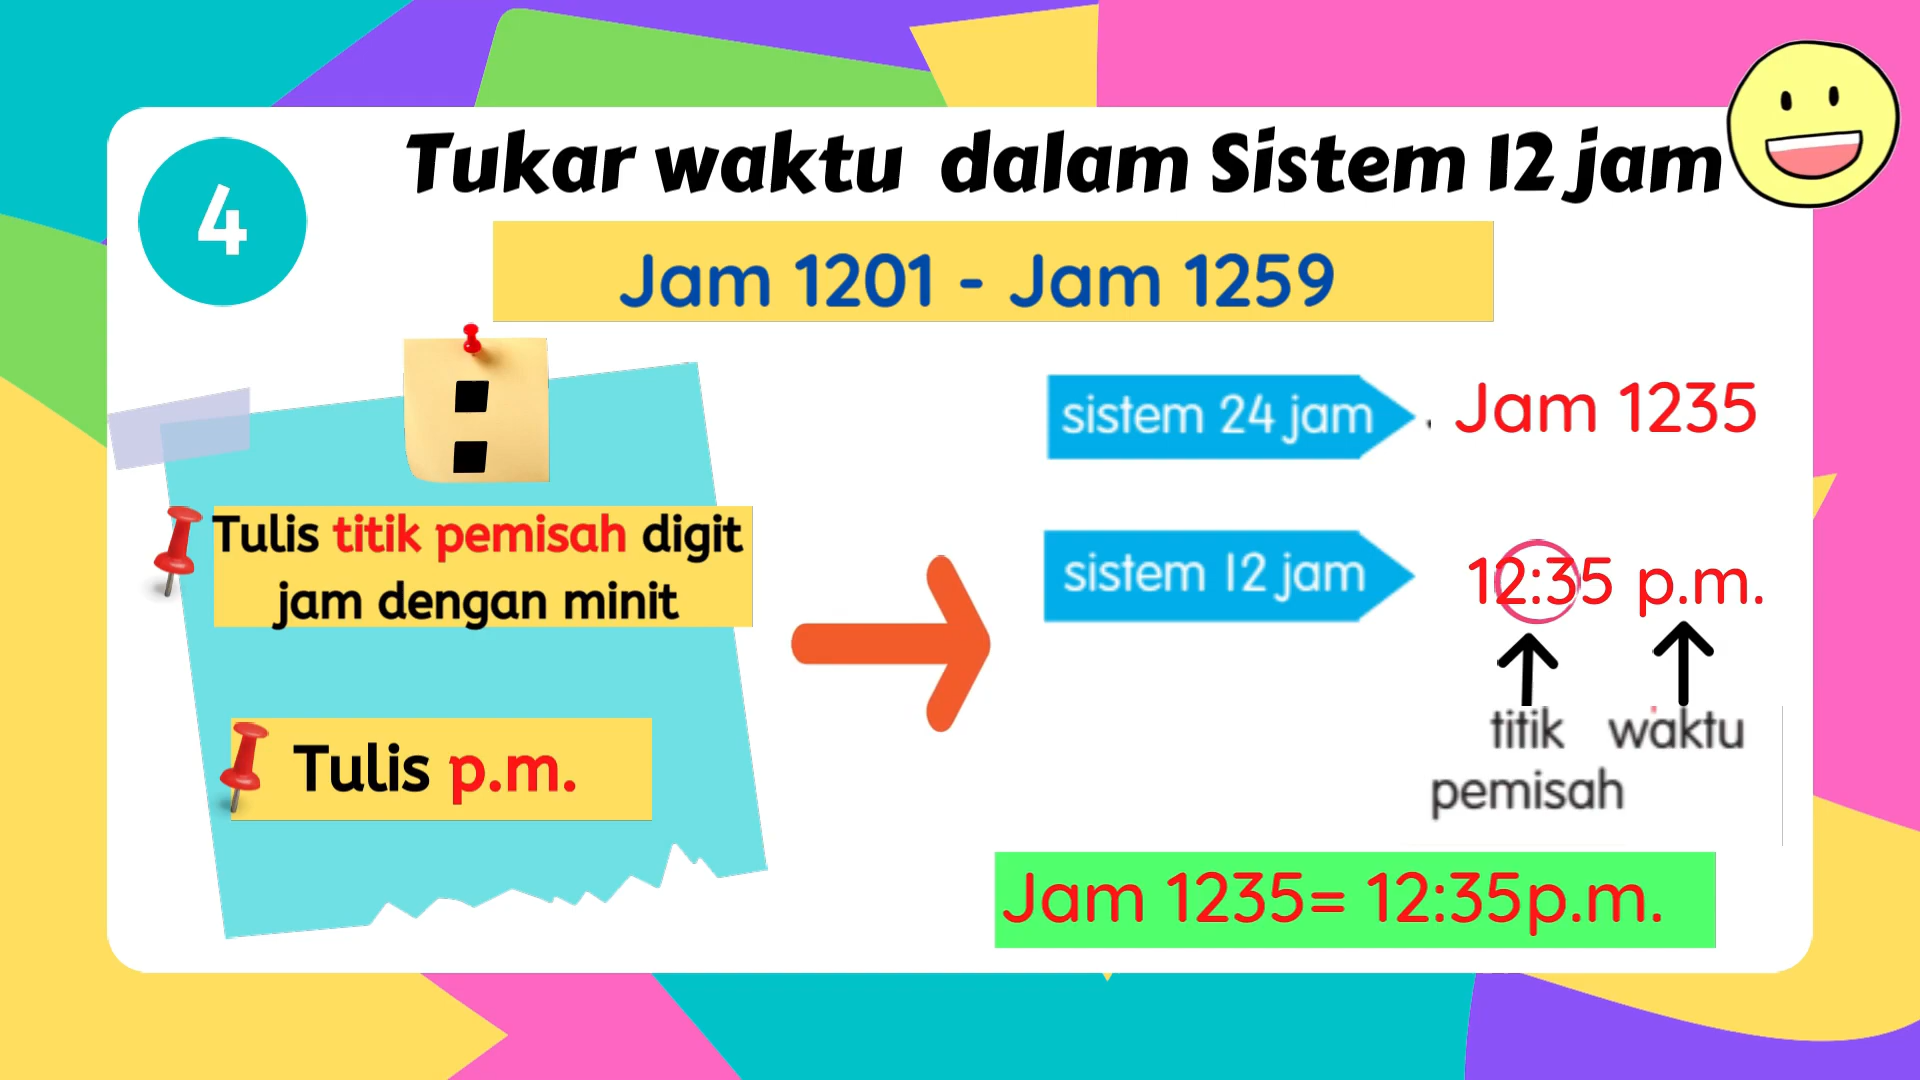 4
Tukar waktu dalam Sistem 12 jam
Jam 1201 - Jam 1259
:
Tulis titik pemisah digit
jam dengan minit
Tulis p.m.
sistem 24 jam
. Jam 1235
sistem 12 jam
12:35 p.m.
titik
pemisah
waktu
Jam 1235= 12:35p.m.